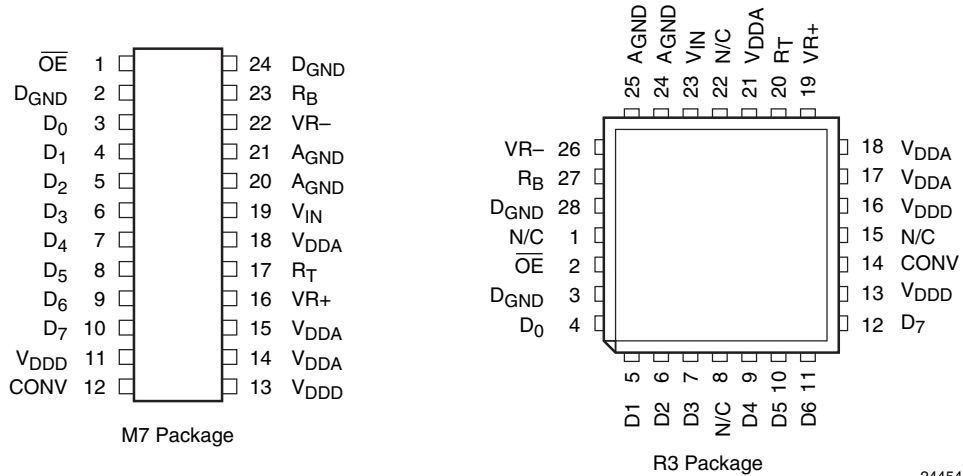 OE 1
DGND 2
D0 3
D1 4
D2 5
D3 6
D4 7
D5 8
D6 9
D7 10
VDDD 11
CONV 12
24 DGND
23 RB
22 VR–
21 AGND
20 AGND
19 VIN
18 VDDA
17 RT
16 VR+
15 VDDA
14 VDDA
13 VDDD
M7 Package
25 AGND
24 AGND
23 VIN
22 N/C
21 VDDA
20 RT
19 VR+
VR– 26
RB 27
DGND 28
N/C 1
OE 2
DGND 3
D0 4
18 VDDA
17 VDDA
16 VDDD
15 N/C
14 CONV
13 VDDD
12 D7
D1 5
D2 6
D3 7
N/C 8
D4 9
D5 10
D6 11
R3 Package
24454